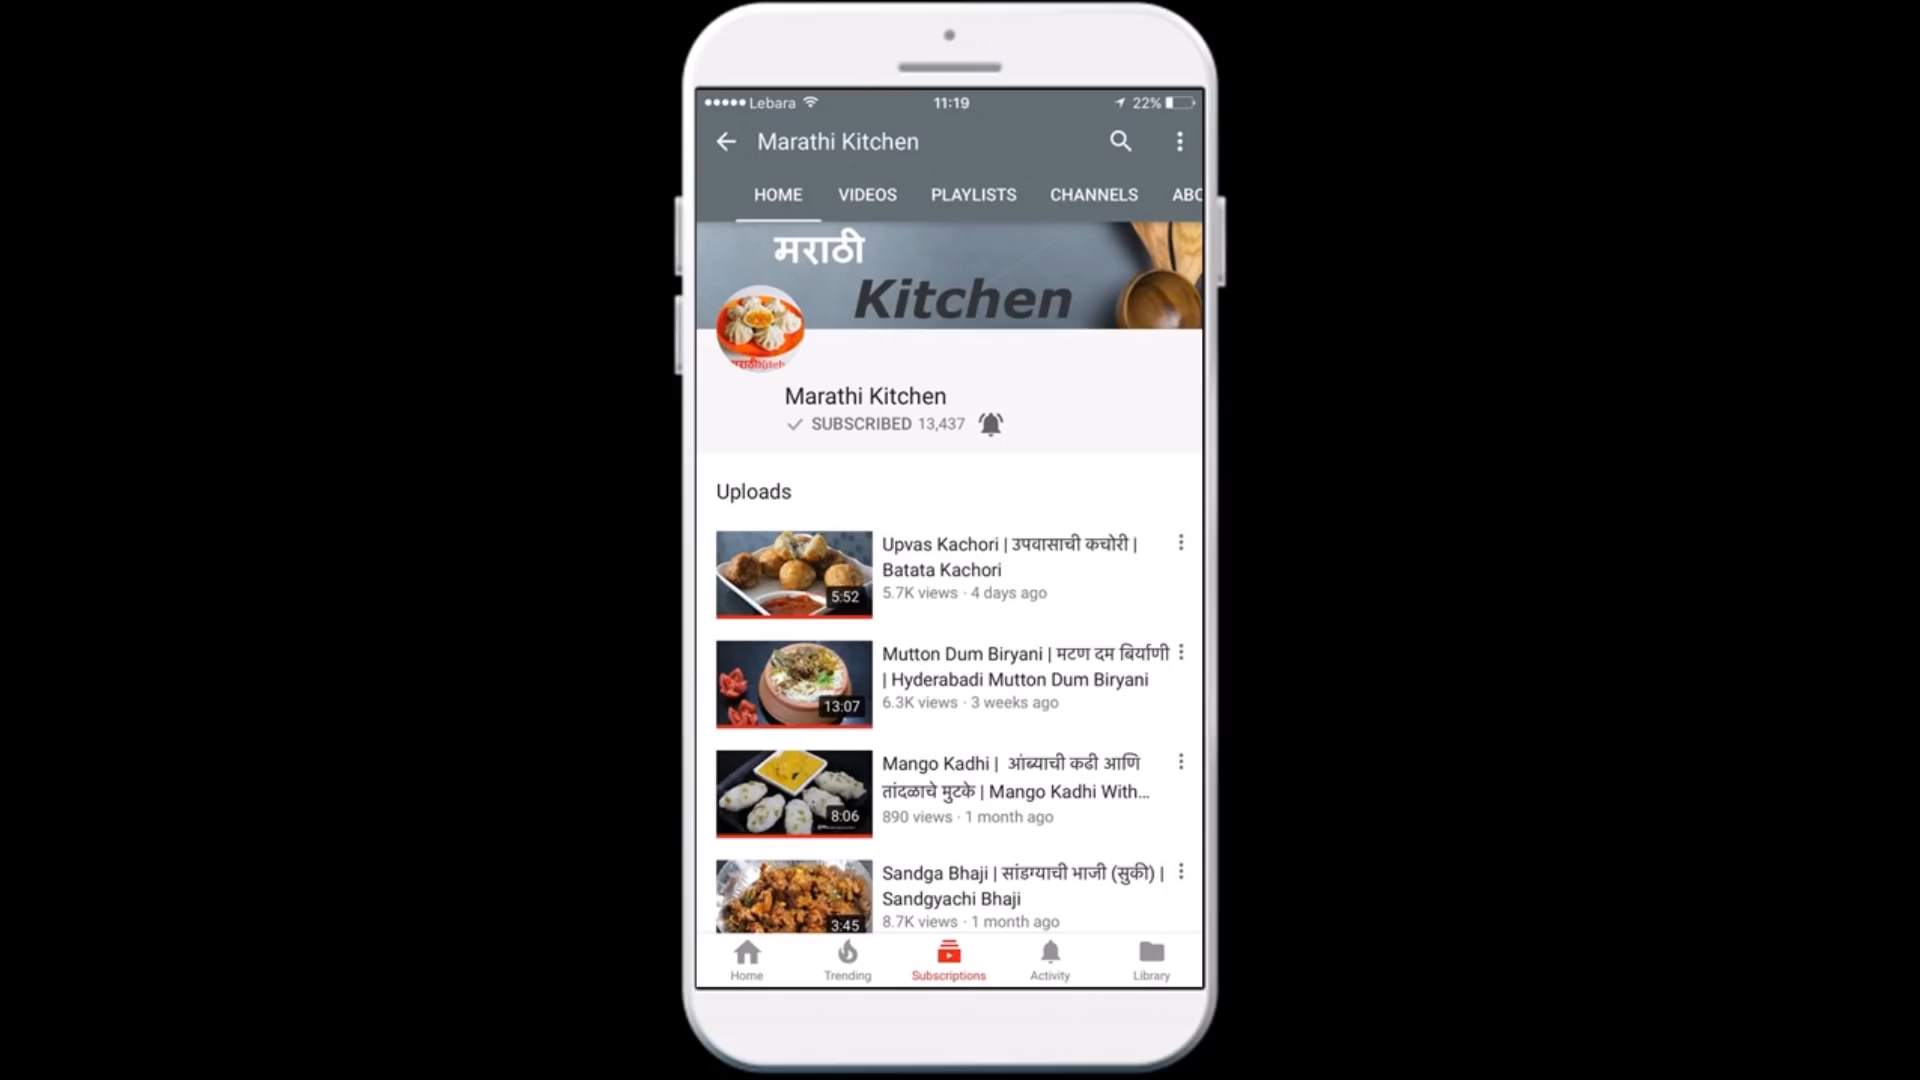 Lebara 11:19 22%
Marathi Kitchen
HOME VIDEOS PLAYLISTS CHANNELS ABC
मराठी
Kitchen
Marathi Kitchen
SUBSCRIBED 13,437
Uploads
Upvas Kachori | उपवासाची कचोरी |
Batata Kachori
5.7K views · 4 days ago
5:52
Mutton Dum Biryani | मटण दम बिर्याणी
| Hyderabadi Mutton Dum Biryani
6.3K views · 3 weeks ago
13:07
Mango Kadhi | आंब्याची कढी आणि
तांदळाचे मुटके | Mango Kadhi With...
890 views · 1 month ago
8:06
Sandga Bhaji | सांडग्याची भाजी (सुकी) |
Sandgyachi Bhaji
8.7K views · 1 month ago
3:45
Home Trending Subscriptions Activity Library